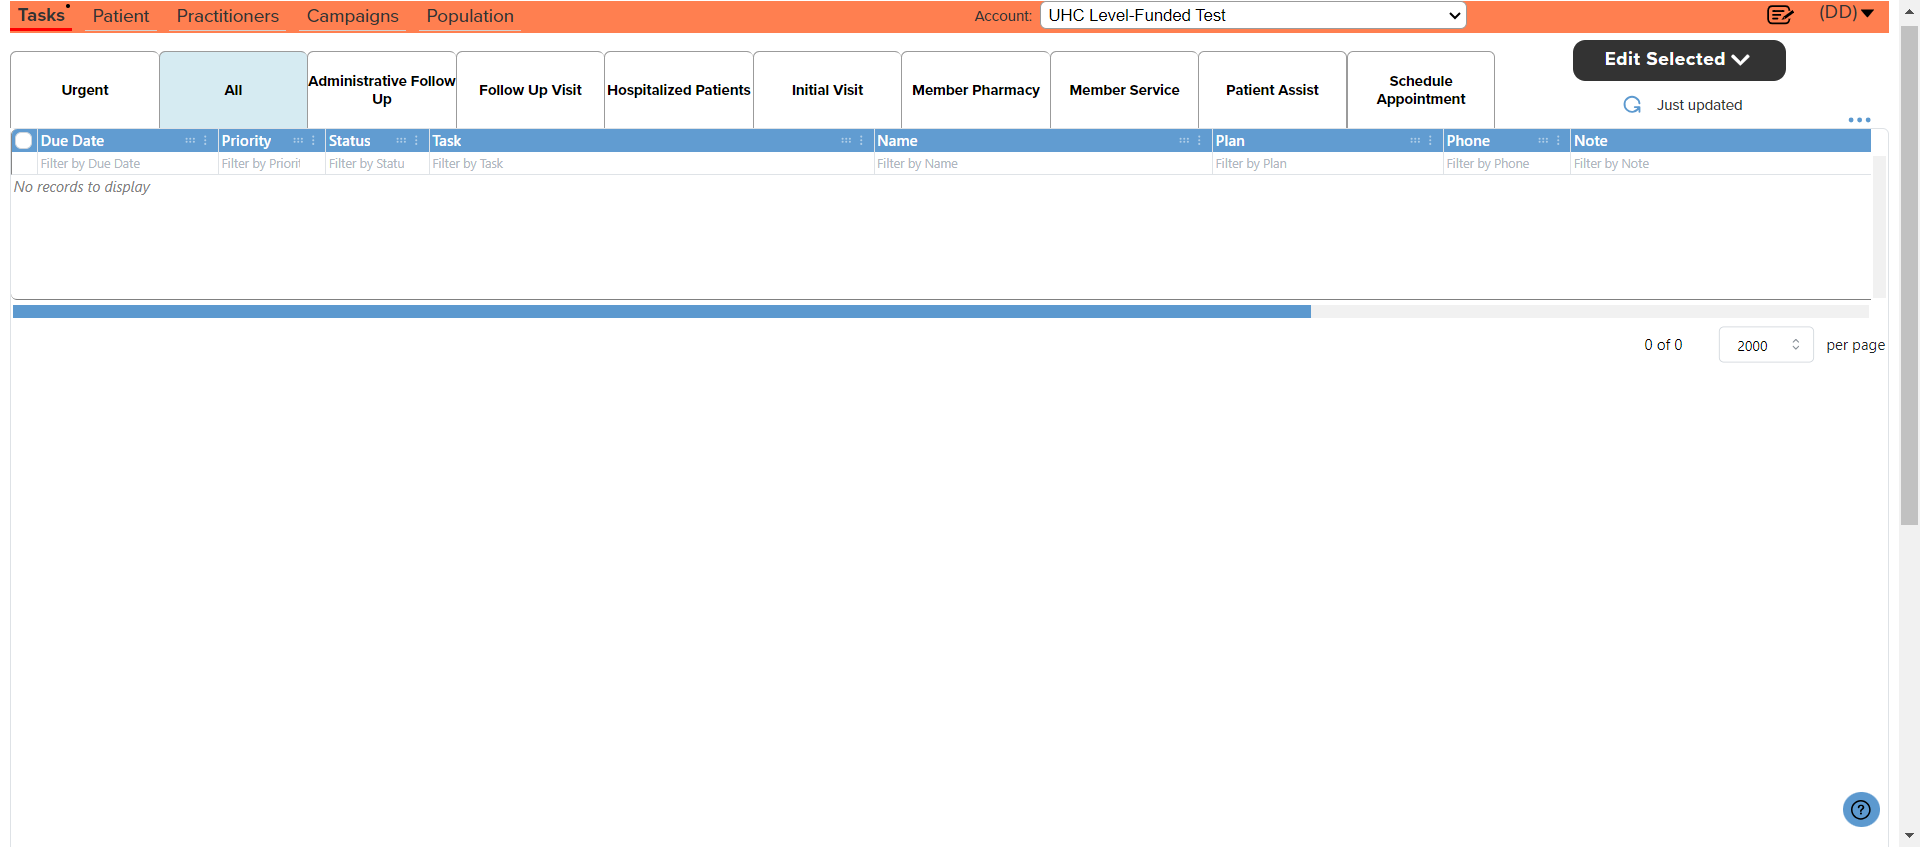 Tasks Patient Practitioners Campaigns Population Account: UHC Level-Funded Test (DD)
Urgent All Administrative Follow Up Follow Up Visit Hospitalized Patients Initial Visit Member Pharmacy Member Service Patient Assist Schedule Appointment
Edit Selected
Just updated
Due Date Priority Status Task Name Plan Phone Note
Filter by Due Date Filter by Priorit Filter by Statu Filter by Task Filter by Name Filter by Plan Filter by Phone Filter by Note
No records to display
0 of 0 2000 per page